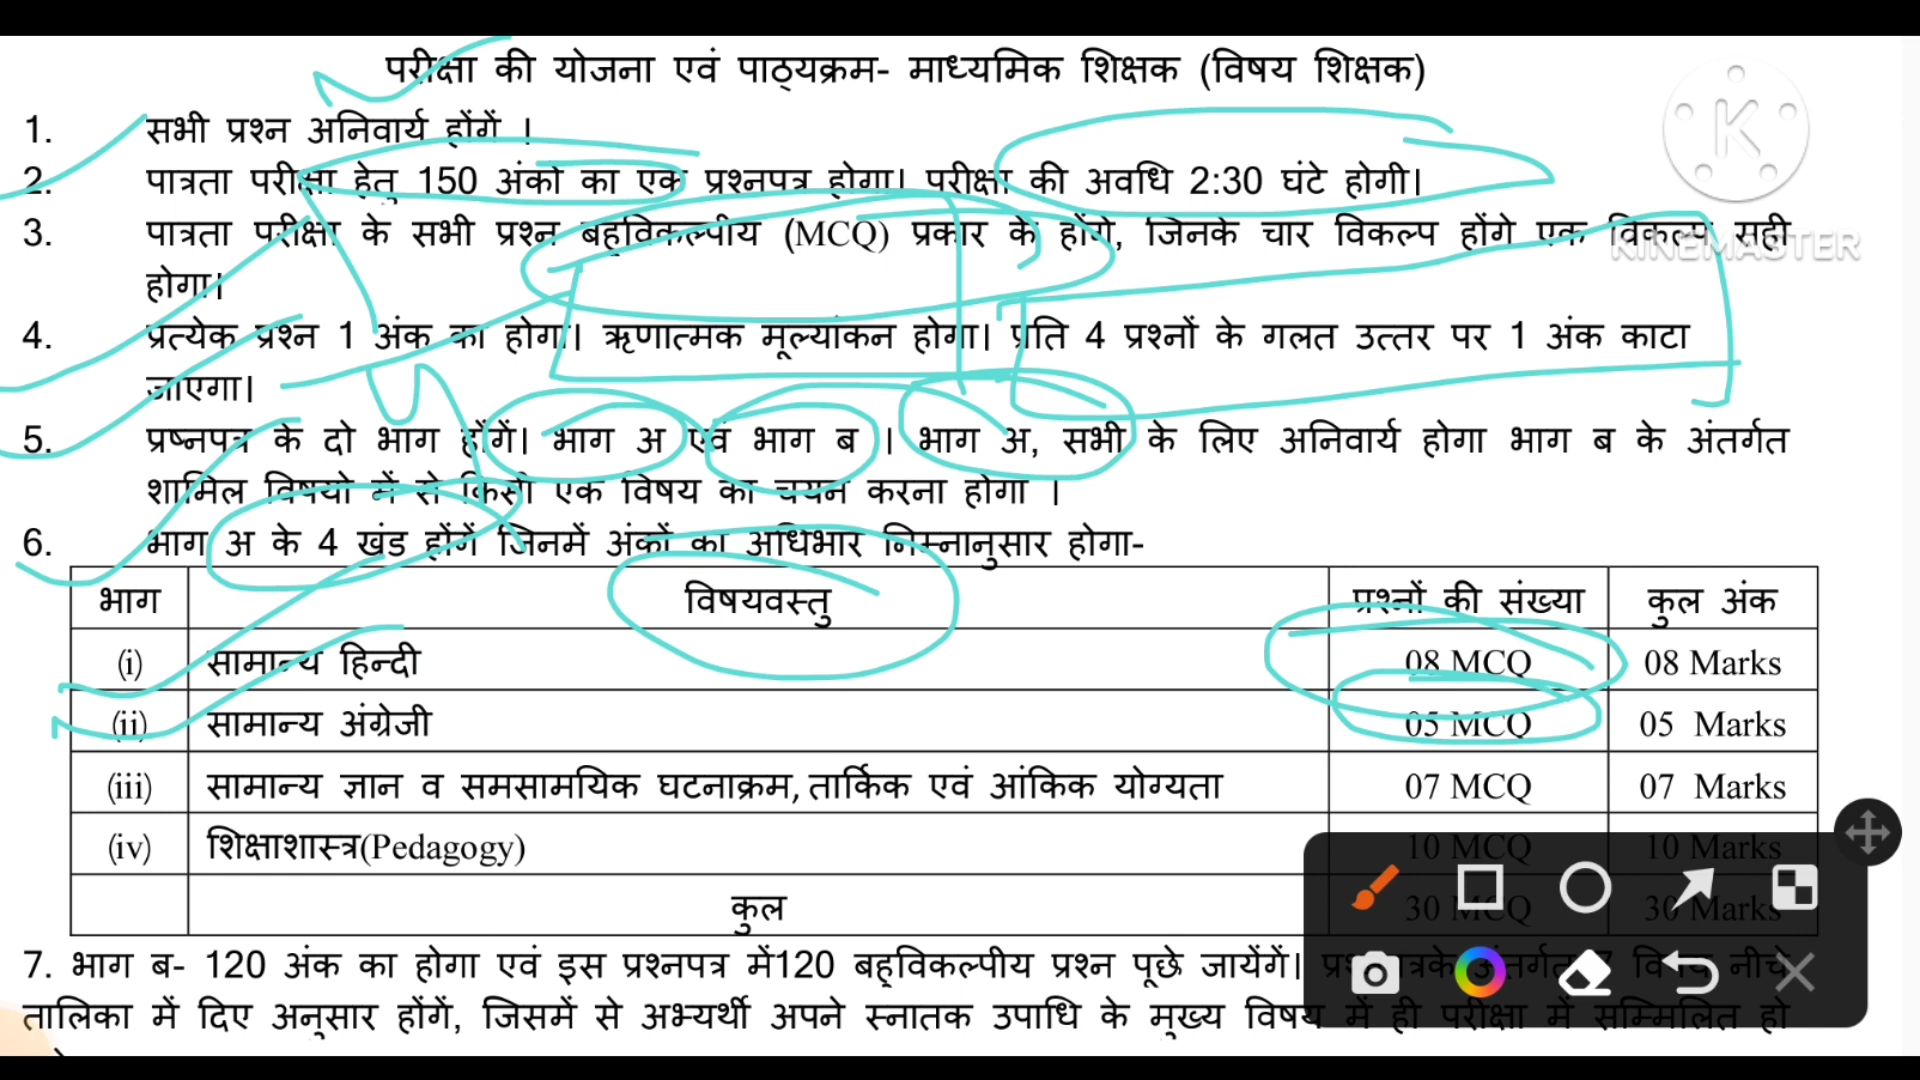 परीक्षा की योजना एवं पाठ्यक्रम- माध्यमिक शिक्षक (विषय शिक्षक)
1. सभी प्रश्न अनिवार्य होंगें ।
2. पात्रता परीक्षा हेतु 150 अंकों का एक प्रश्नपत्र होगा। परीक्षा की अवधि 2:30 घंटे होगी।
3. पात्रता परीक्षा के सभी प्रश्न बहुविकल्पीय (MCQ) प्रकार के होंगे, जिनके चार विकल्प होंगे एक विकल्प सही
होगा।
KINEMASTER
4. प्रत्येक प्रश्न 1 अंक का होगा। ऋणात्मक मूल्यांकन होगा। प्रति 4 प्रश्नों के गलत उत्तर पर 1 अंक काटा
जाएगा।
5. प्रष्नपत्र के दो भाग होंगें। भाग अ एवं भाग ब । भाग अ, सभी के लिए अनिवार्य होगा भाग ब के अंतर्गत
शामिल विषयो में से किसी एक विषय का चयन करना होगा ।
6. भाग अ के 4 खंड होंगें जिनमें अंकों का अधिभार निम्नानुसार होगा-
भाग विषयवस्तु प्रश्नों की संख्या कुल अंक
(i) सामान्य हिन्दी 08 MCQ 08 Marks
(ii) सामान्य अंग्रेजी 05 MCQ 05 Marks
(iii) सामान्य ज्ञान व समसामयिक घटनाक्रम, तार्किक एवं आंकिक योग्यता 07 MCQ 07 Marks
(iv) शिक्षाशास्त्र(Pedagogy) 10 MCQ 10 Marks
कुल 30 MCQ 30 Marks
7. भाग ब- 120 अंक का होगा एवं इस प्रश्नपत्र में120 बहुविकल्पीय प्रश्न पूछे जायेंगें। नीचे
तालिका में दिए अनुसार होंगें, जिसमें से अभ्यर्थी अपने स्नातक उपाधि के मुख्य विषय में ही परीक्षा में सम्मिलित हो